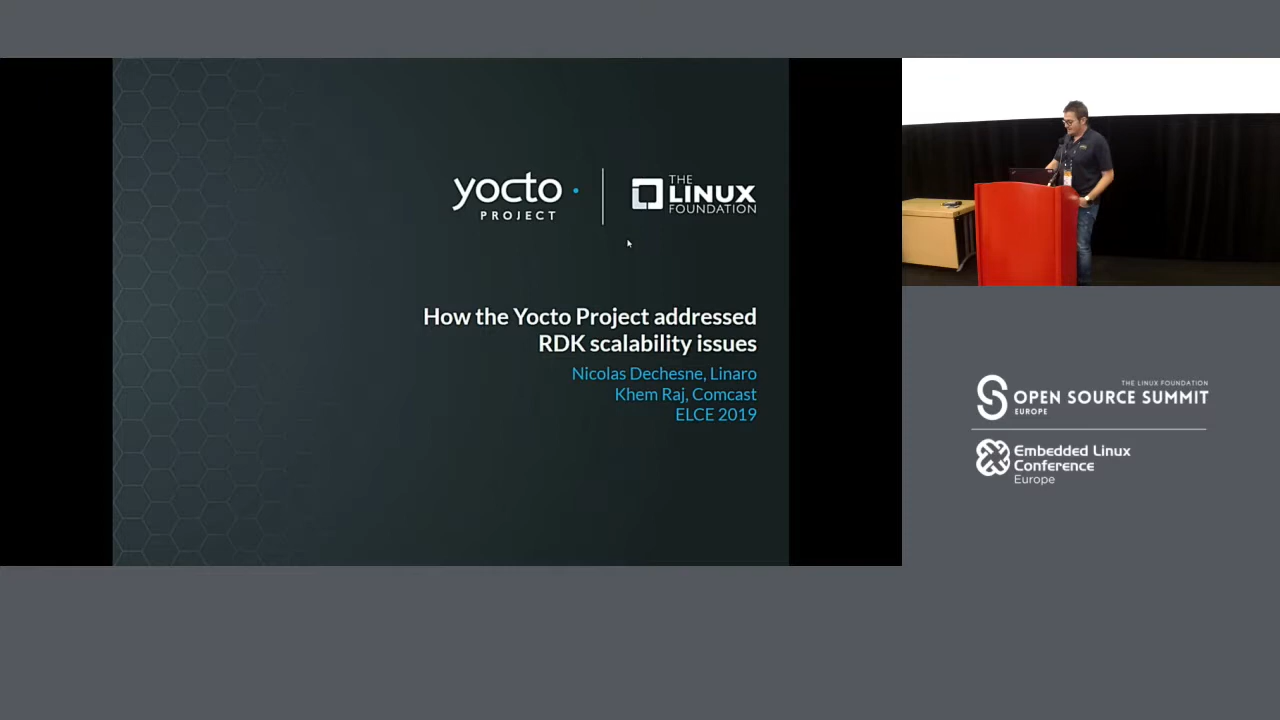 yocto
PROJECT
THE
LINUX
FOUNDATION
How the Yocto Project addressed
RDK scalability issues
Nicolas Dechesne, Linaro
Khem Raj, Comcast
ELCE 2019
THE LINUX FOUNDATION
OPEN SOURCE SUMMIT
EUROPE
Embedded Linux
Conference
Europe